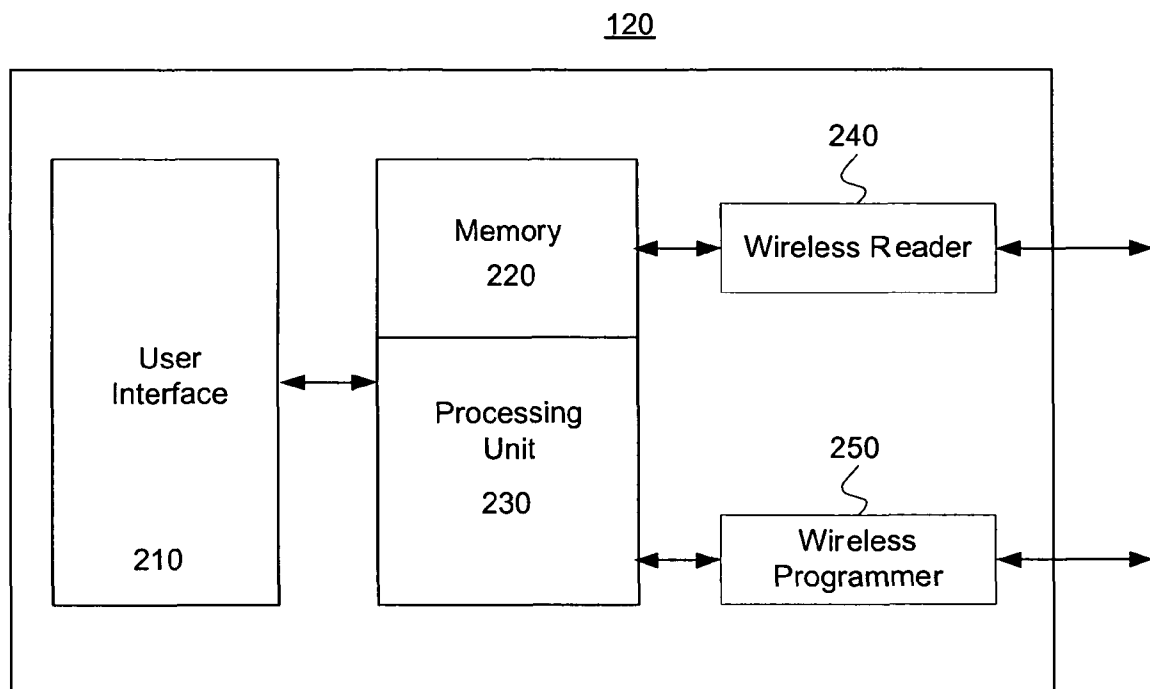 120
240
Memory
220
Wireless Reader
User
Interface
210
Processing
Unit
230
250
Wireless
Programmer